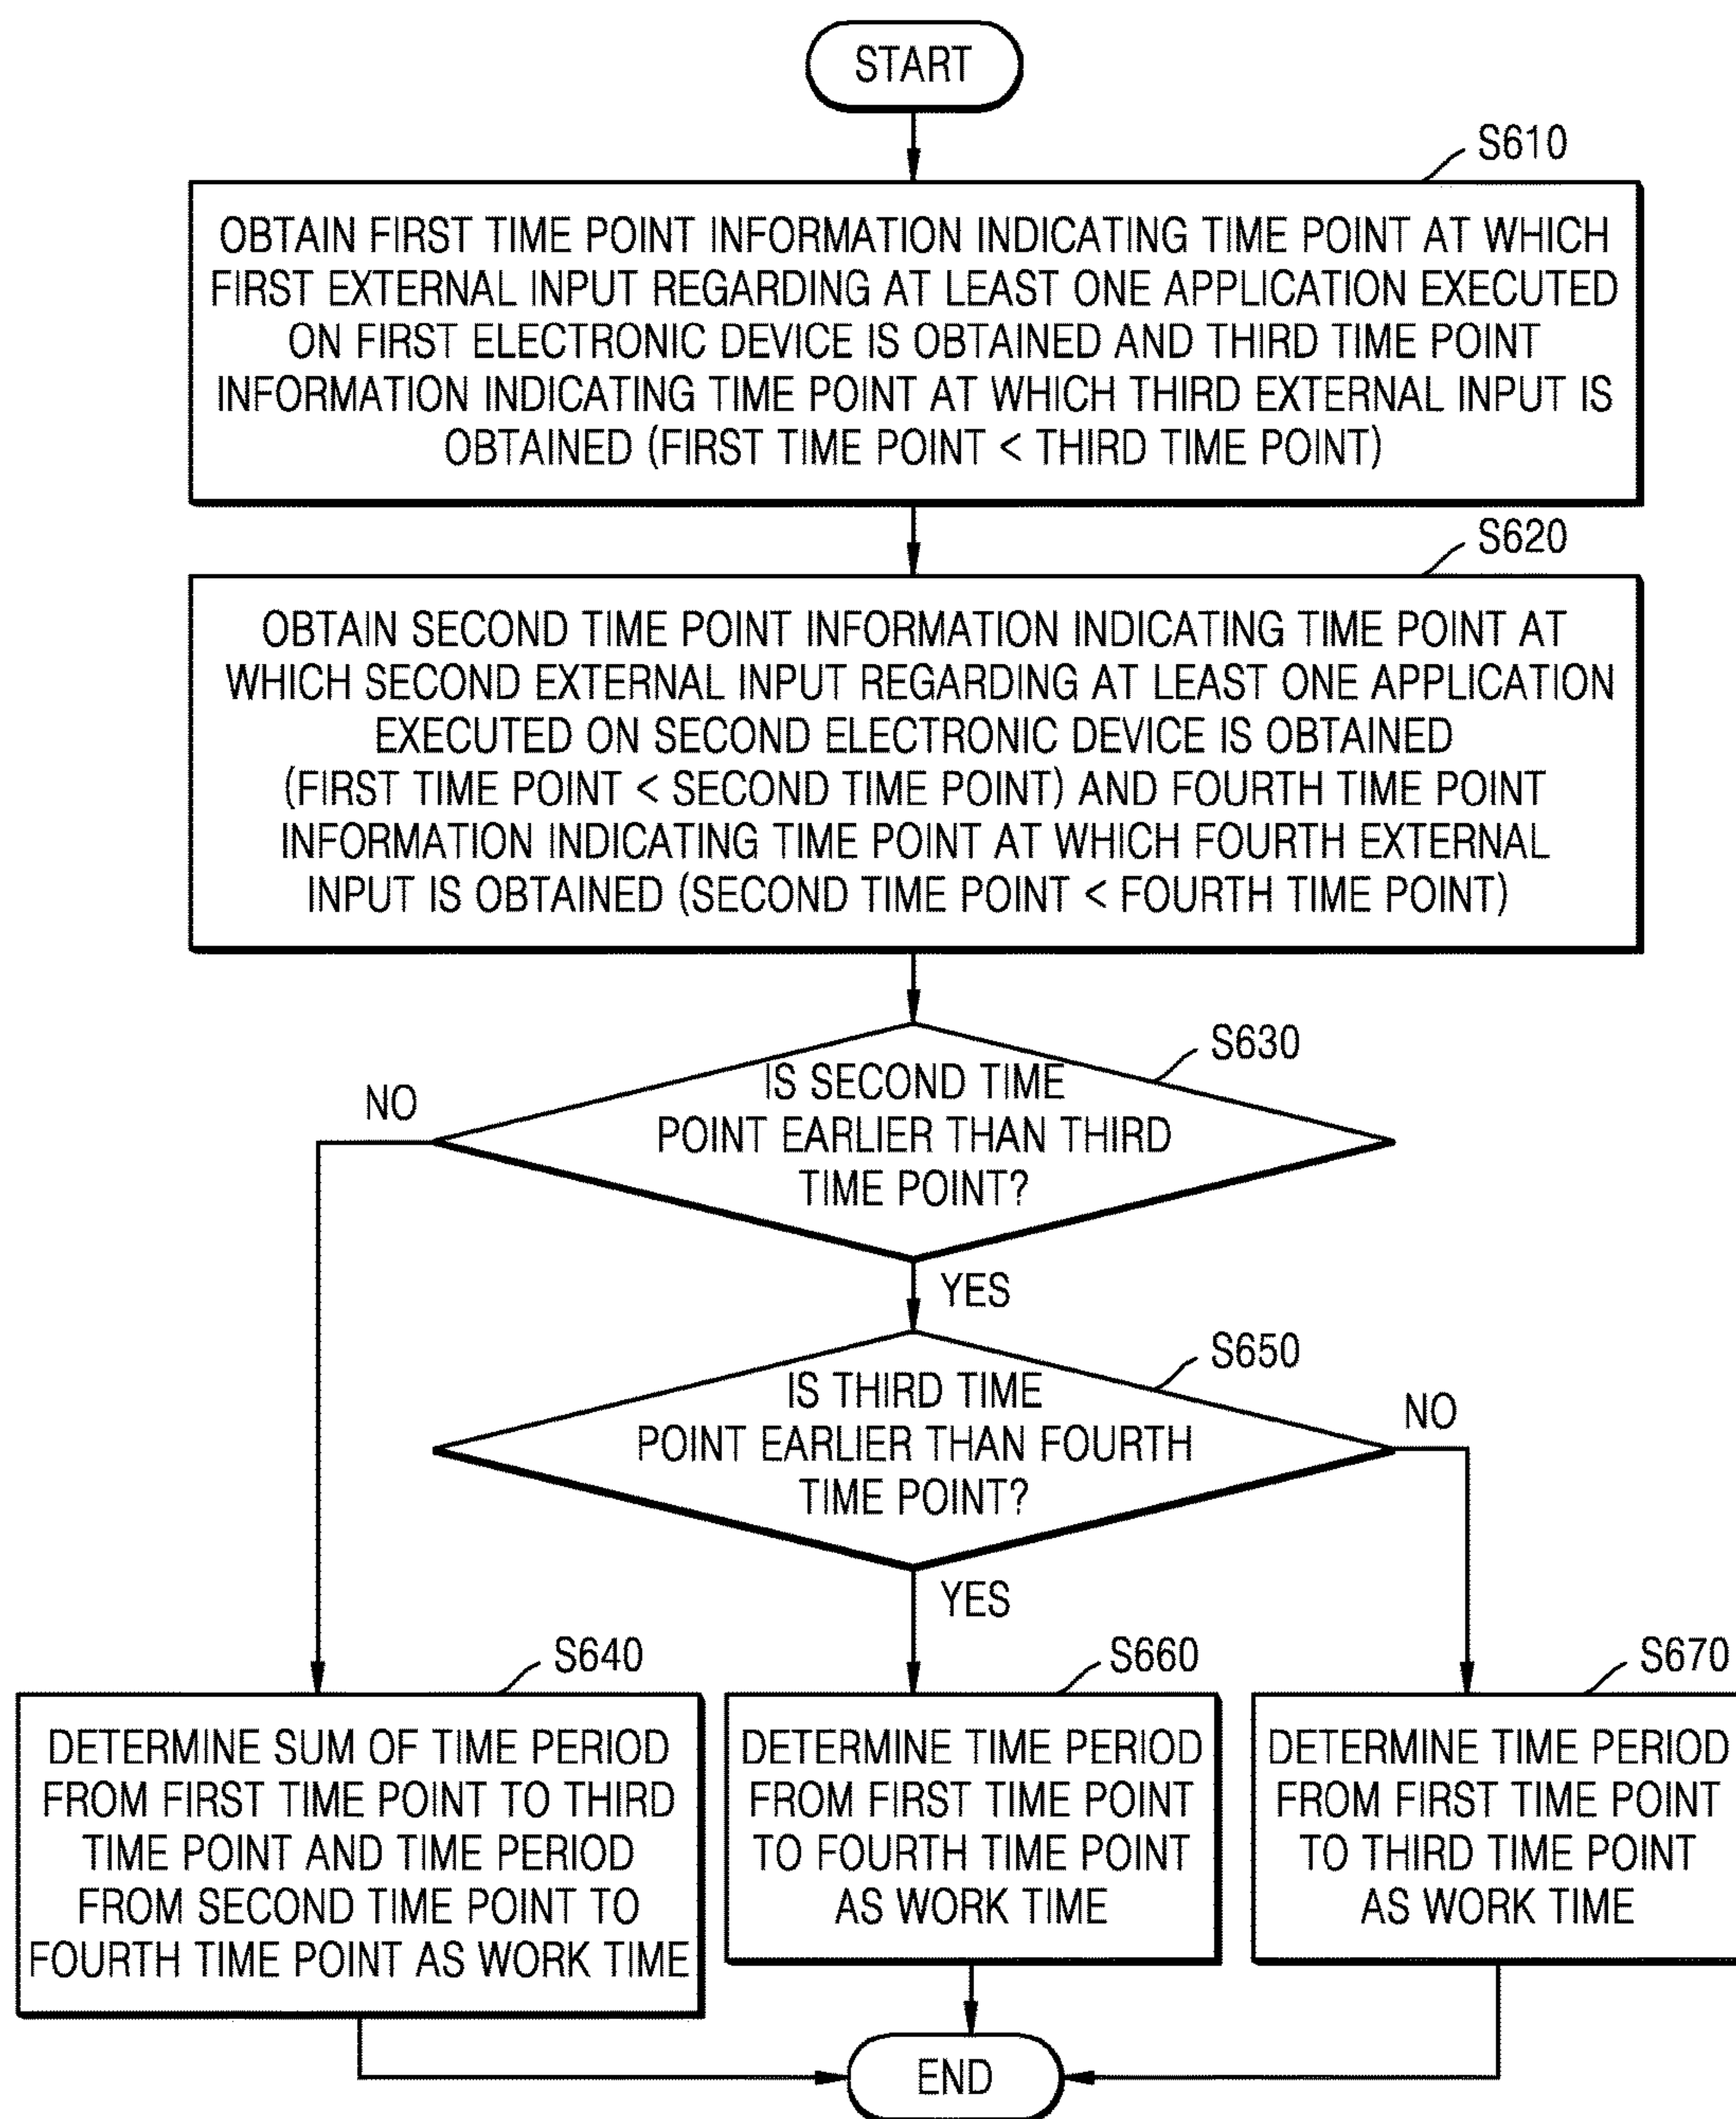 START
S610
OBTAIN FIRST TIME POINT INFORMATION INDICATING TIME POINT AT WHICH
FIRST EXTERNAL INPUT REGARDING AT LEAST ONE APPLICATION EXECUTED
ON FIRST ELECTRONIC DEVICE IS OBTAINED AND THIRD TIME POINT
INFORMATION INDICATING TIME POINT AT WHICH THIRD EXTERNAL INPUT IS
OBTAINED (FIRST TIME POINT < THIRD TIME POINT)
S620
OBTAIN SECOND TIME POINT INFORMATION INDICATING TIME POINT AT
WHICH SECOND EXTERNAL INPUT REGARDING AT LEAST ONE APPLICATION
EXECUTED ON SECOND ELECTRONIC DEVICE IS OBTAINED
(FIRST TIME POINT < SECOND TIME POINT) AND FOURTH TIME POINT
INFORMATION INDICATING TIME POINT AT WHICH FOURTH EXTERNAL
INPUT IS OBTAINED (SECOND TIME POINT < FOURTH TIME POINT)
S630
IS SECOND TIME
POINT EARLIER THAN THIRD
TIME POINT?
NO
YES
S650
IS THIRD TIME
POINT EARLIER THAN FOURTH
TIME POINT?
NO
YES
S640
DETERMINE SUM OF TIME PERIOD
FROM FIRST TIME POINT TO THIRD
TIME POINT AND TIME PERIOD
FROM SECOND TIME POINT TO
FOURTH TIME POINT AS WORK TIME
S660
DETERMINE TIME PERIOD
FROM FIRST TIME POINT
TO FOURTH TIME POINT
AS WORK TIME
S670
DETERMINE TIME PERIOD
FROM FIRST TIME POINT
TO THIRD TIME POINT
AS WORK TIME
END